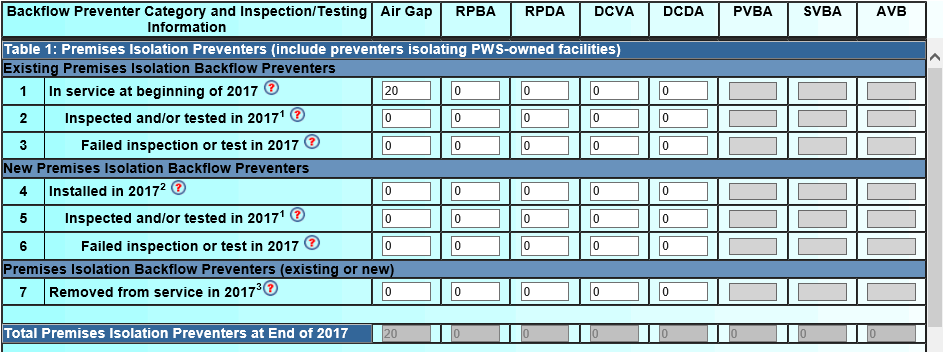 Backflow Preventer Category and Inspection/Testing Information Air Gap RPBA RPDA DCVA DCDA PVBA SVBA AVB
Table 1: Premises Isolation Preventers (include preventers isolating PWS-owned facilities)
Existing Premises Isolation Backflow Preventers
1 In service at beginning of 2017 ? 20 0 0 0 0
2 Inspected and/or tested in 2017¹ ? 0 0 0 0 0
3 Failed inspection or test in 2017 ? 0 0 0 0 0
New Premises Isolation Backflow Preventers
4 Installed in 2017² ? 0 0 0 0 0
5 Inspected and/or tested in 2017¹ ? 0 0 0 0 0
6 Failed inspection or test in 2017 ? 0 0 0 0 0
Premises Isolation Backflow Preventers (existing or new)
7 Removed from service in 2017³ ? 0 0 0 0 0
Total Premises Isolation Preventers at End of 2017 20 0 0 0 0 0 0 0